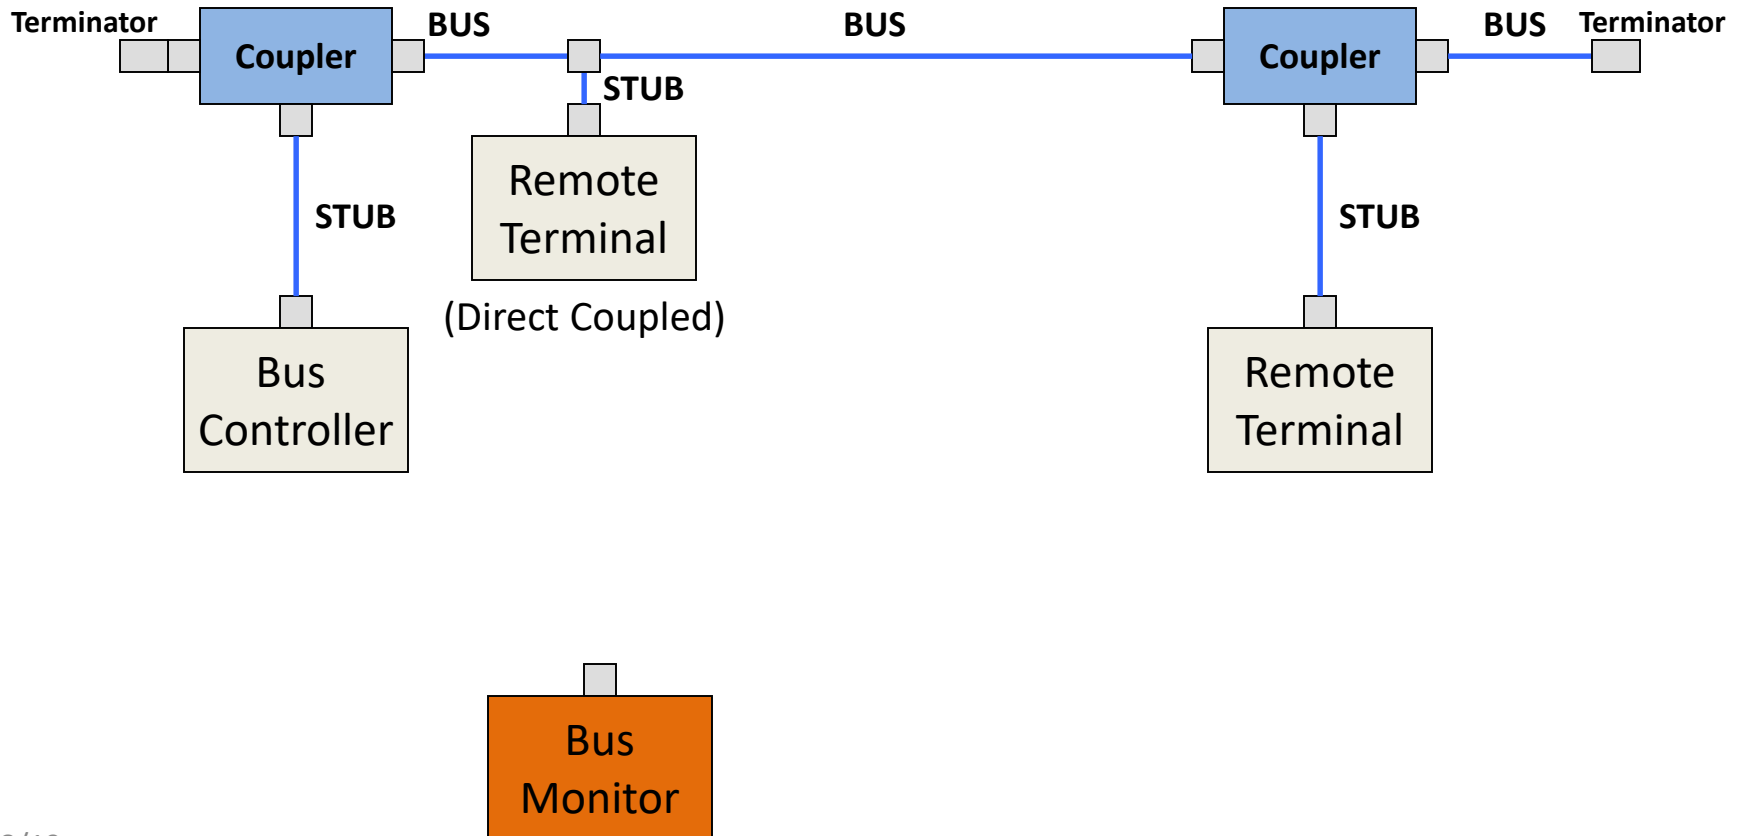 Terminator
BUS
BUS
BUS
Terminator
Coupler
Coupler
STUB
Remote
Terminal
STUB
STUB
(Direct Coupled)
Bus
Controller
Remote
Terminal
Bus
Monitor